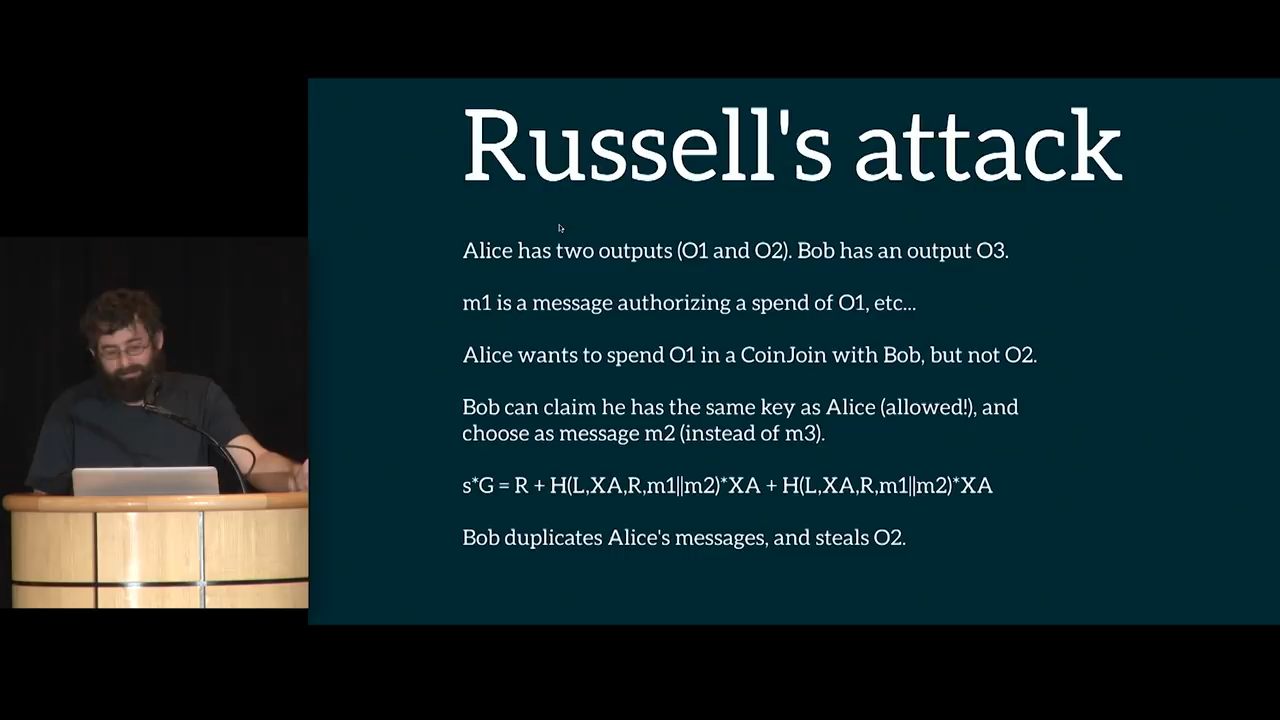 Russell's attack
Alice has two outputs (O1 and O2). Bob has an output O3.
m1 is a message authorizing a spend of O1, etc...
Alice wants to spend O1 in a CoinJoin with Bob, but not O2.
Bob can claim he has the same key as Alice (allowed!), and
choose as message m2 (instead of m3).
s*G = R + H(L,XA,R,m1||m2)*XA + H(L,XA,R,m1||m2)*XA
Bob duplicates Alice's messages, and steals O2.